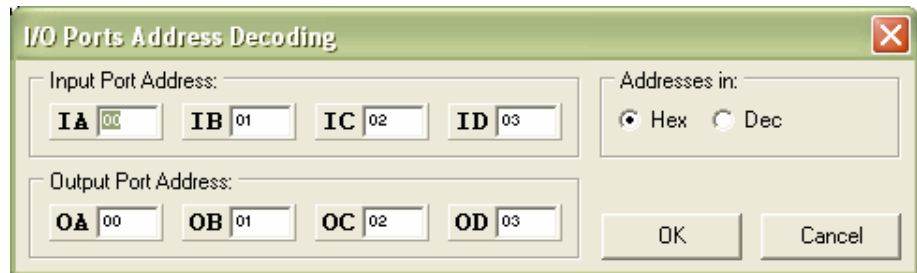 I/O Ports Address Decoding
Input Port Address:
IA 00 IB 01 IC 02 ID 03
Addresses in:
Hex Dec
Output Port Address:
OA 00 OB 01 OC 02 OD 03
OK Cancel